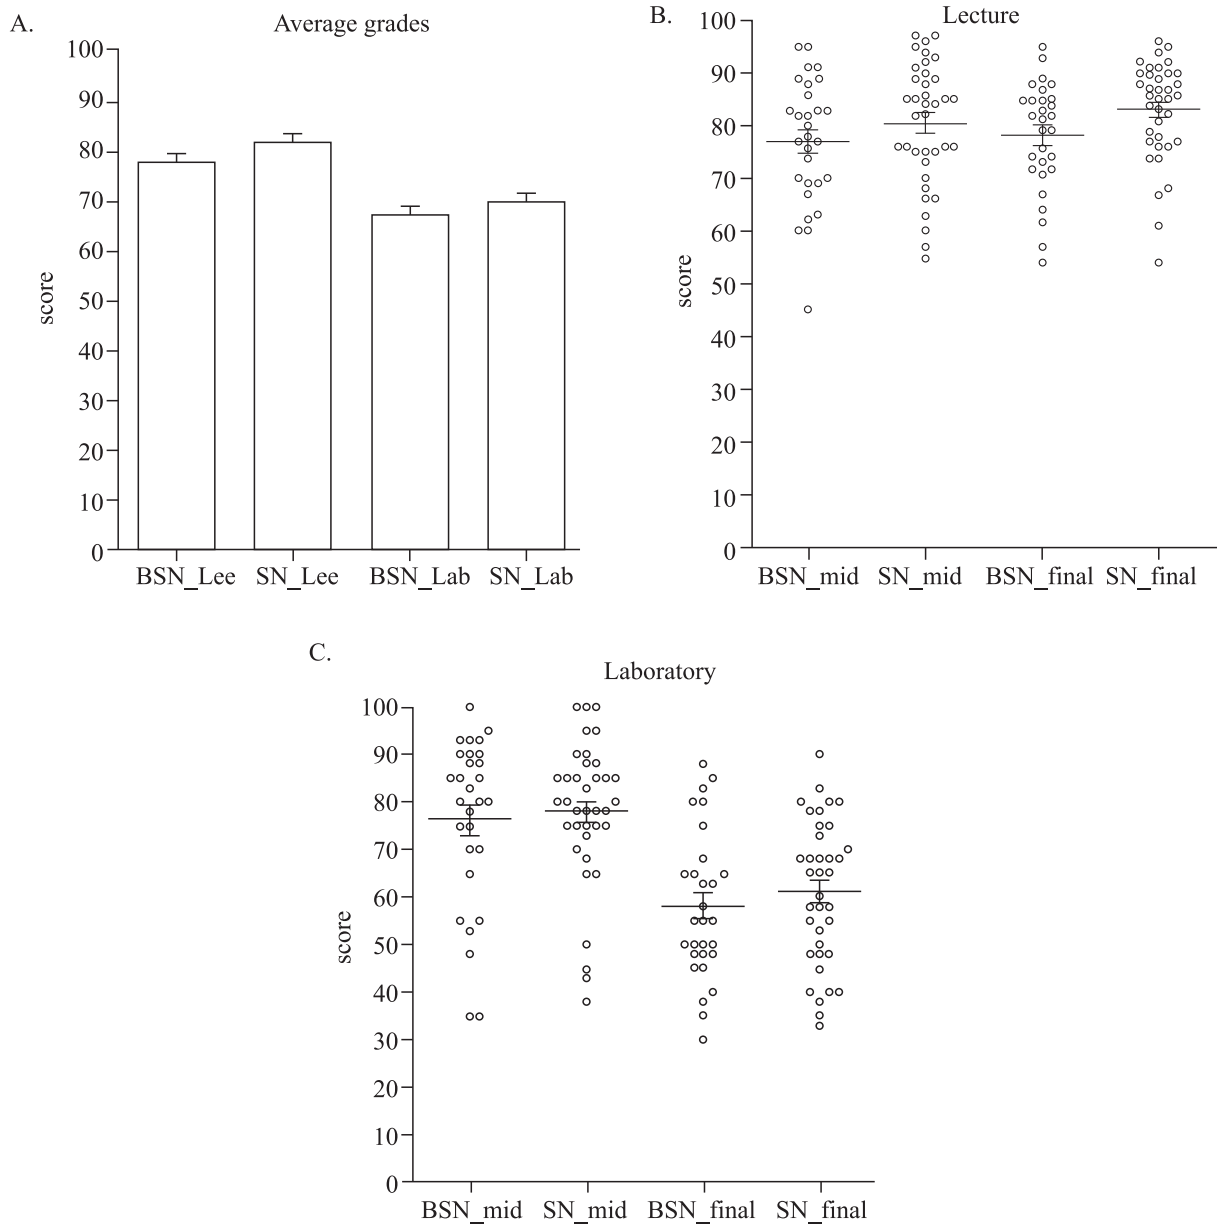 A.
Average grades
100
90
80
70
60
50
40
30
20
10
0
score
BSN_Lee SN_Lee BSN_Lab SN_Lab
B.
Lecture
100
90
80
70
60
50
40
30
20
10
0
score
BSN_mid SN_mid BSN_final SN_final
C.
Laboratory
100
90
80
70
60
50
40
30
20
10
0
score
BSN_mid SN_mid BSN_final SN_final